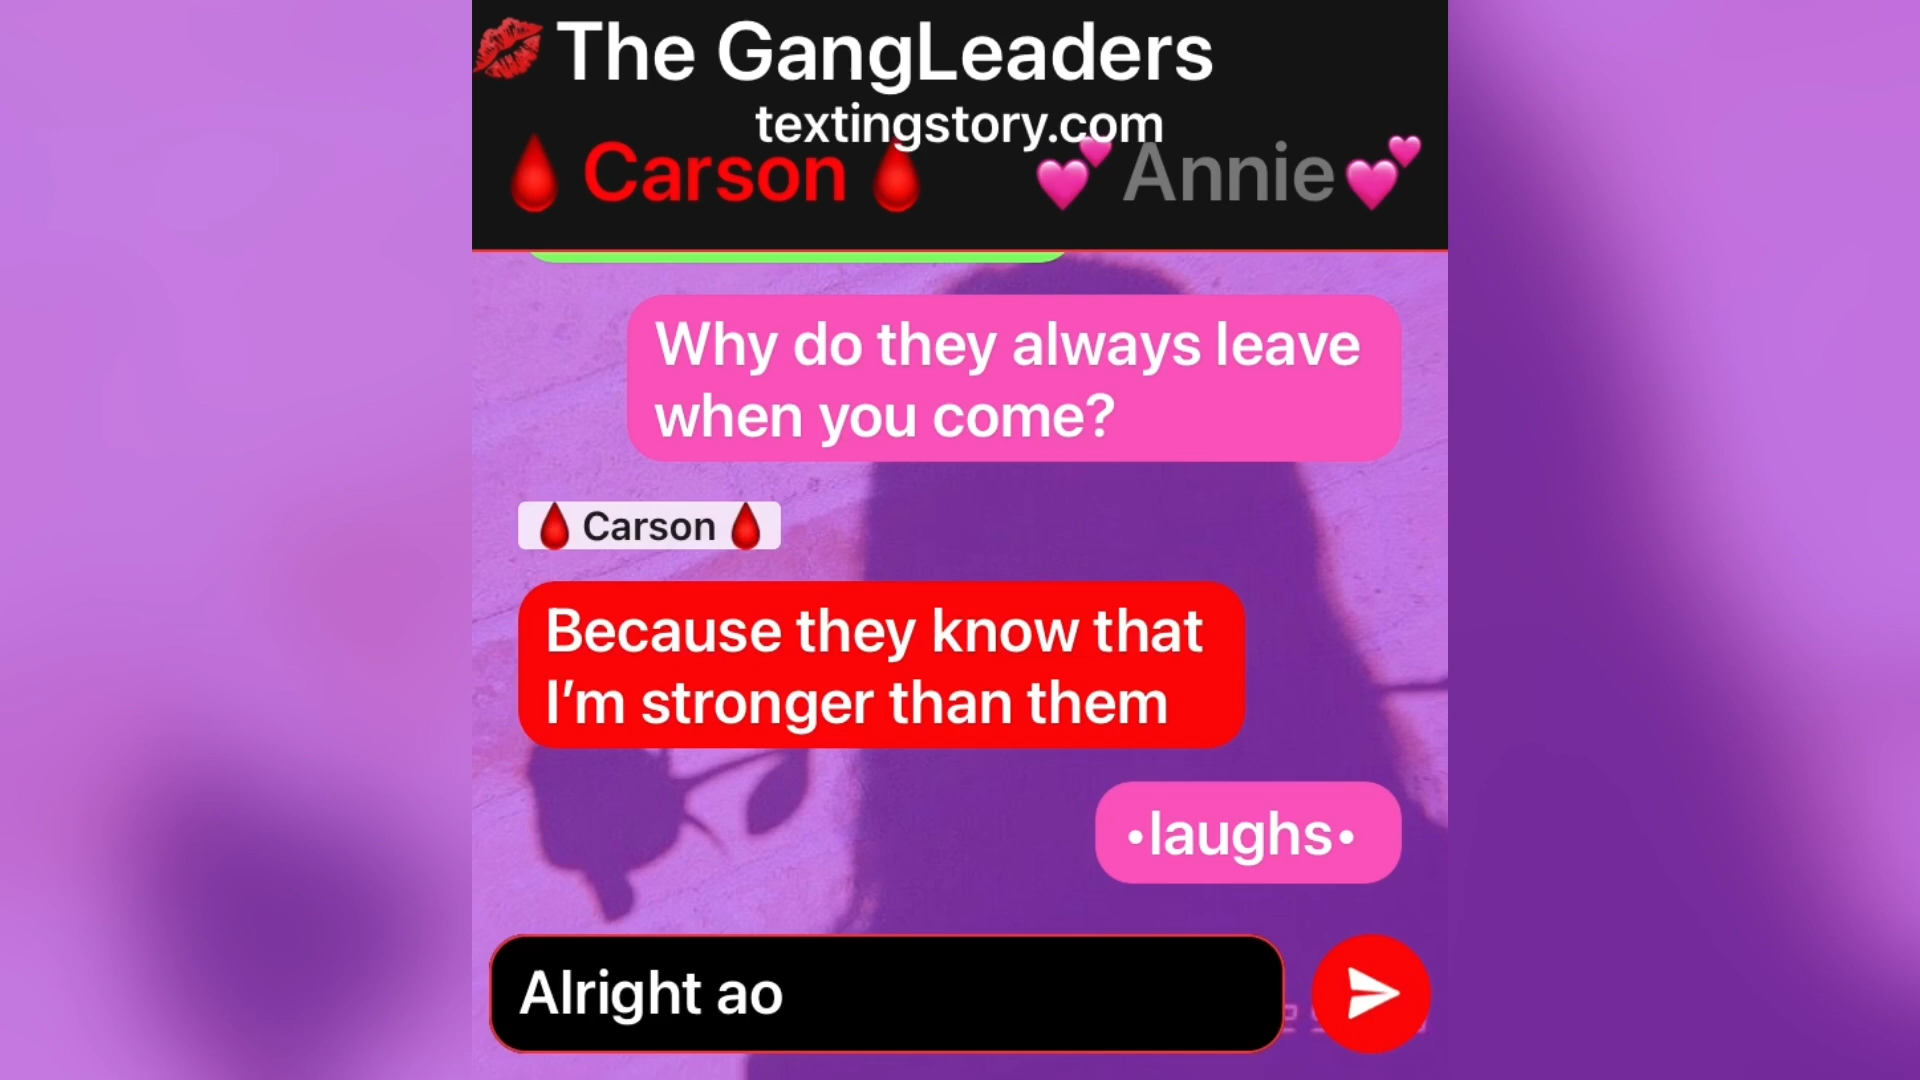 💋 The GangLeaders
textingstory.com
🩸 Carson 🩸 💕 Annie 💕
Why do they always leave
when you come?
🩸 Carson 🩸
Because they know that
I’m stronger than them
•laughs•
Alright ao